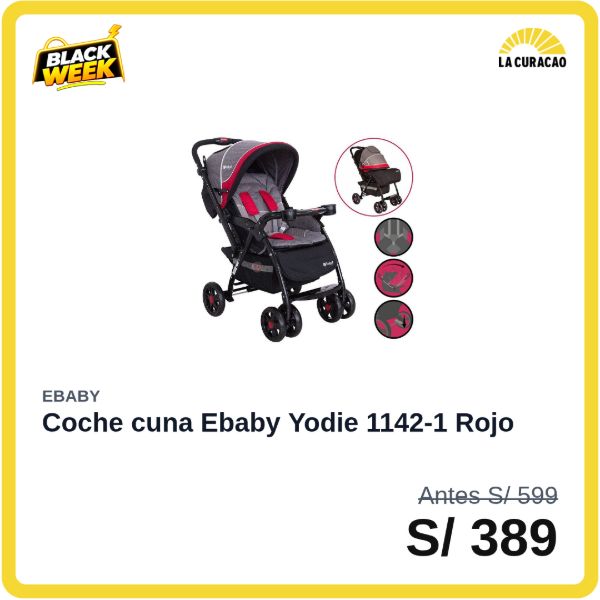 BLACK
WEEK
LA CURACAO
EBABY
Coche cuna Ebaby Yodie 1142-1 Rojo
Antes S/ 599
S/ 389